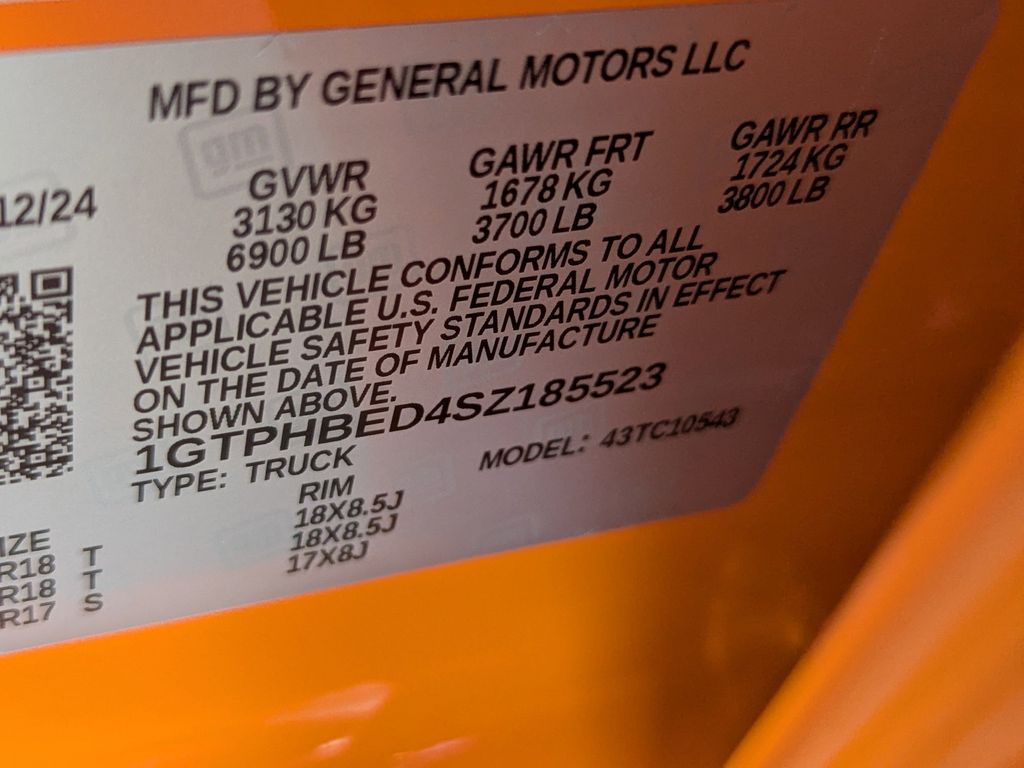 MFD BY GENERAL MOTORS LLC
gm
12/24 GVWR GAWR FRT GAWR RR
3130 KG 1678 KG 1724 KG
6900 LB 3700 LB 3800 LB
THIS VEHICLE CONFORMS TO ALL
APPLICABLE U.S. FEDERAL MOTOR
VEHICLE SAFETY STANDARDS IN EFFECT
ON THE DATE OF MANUFACTURE
SHOWN ABOVE.
1GTPHBED4SZ185523
TYPE: TRUCK MODEL: 43TC10543
IZE RIM
R18 T 18X8.5J
R18 T 18X8.5J
R17 S 17X8J